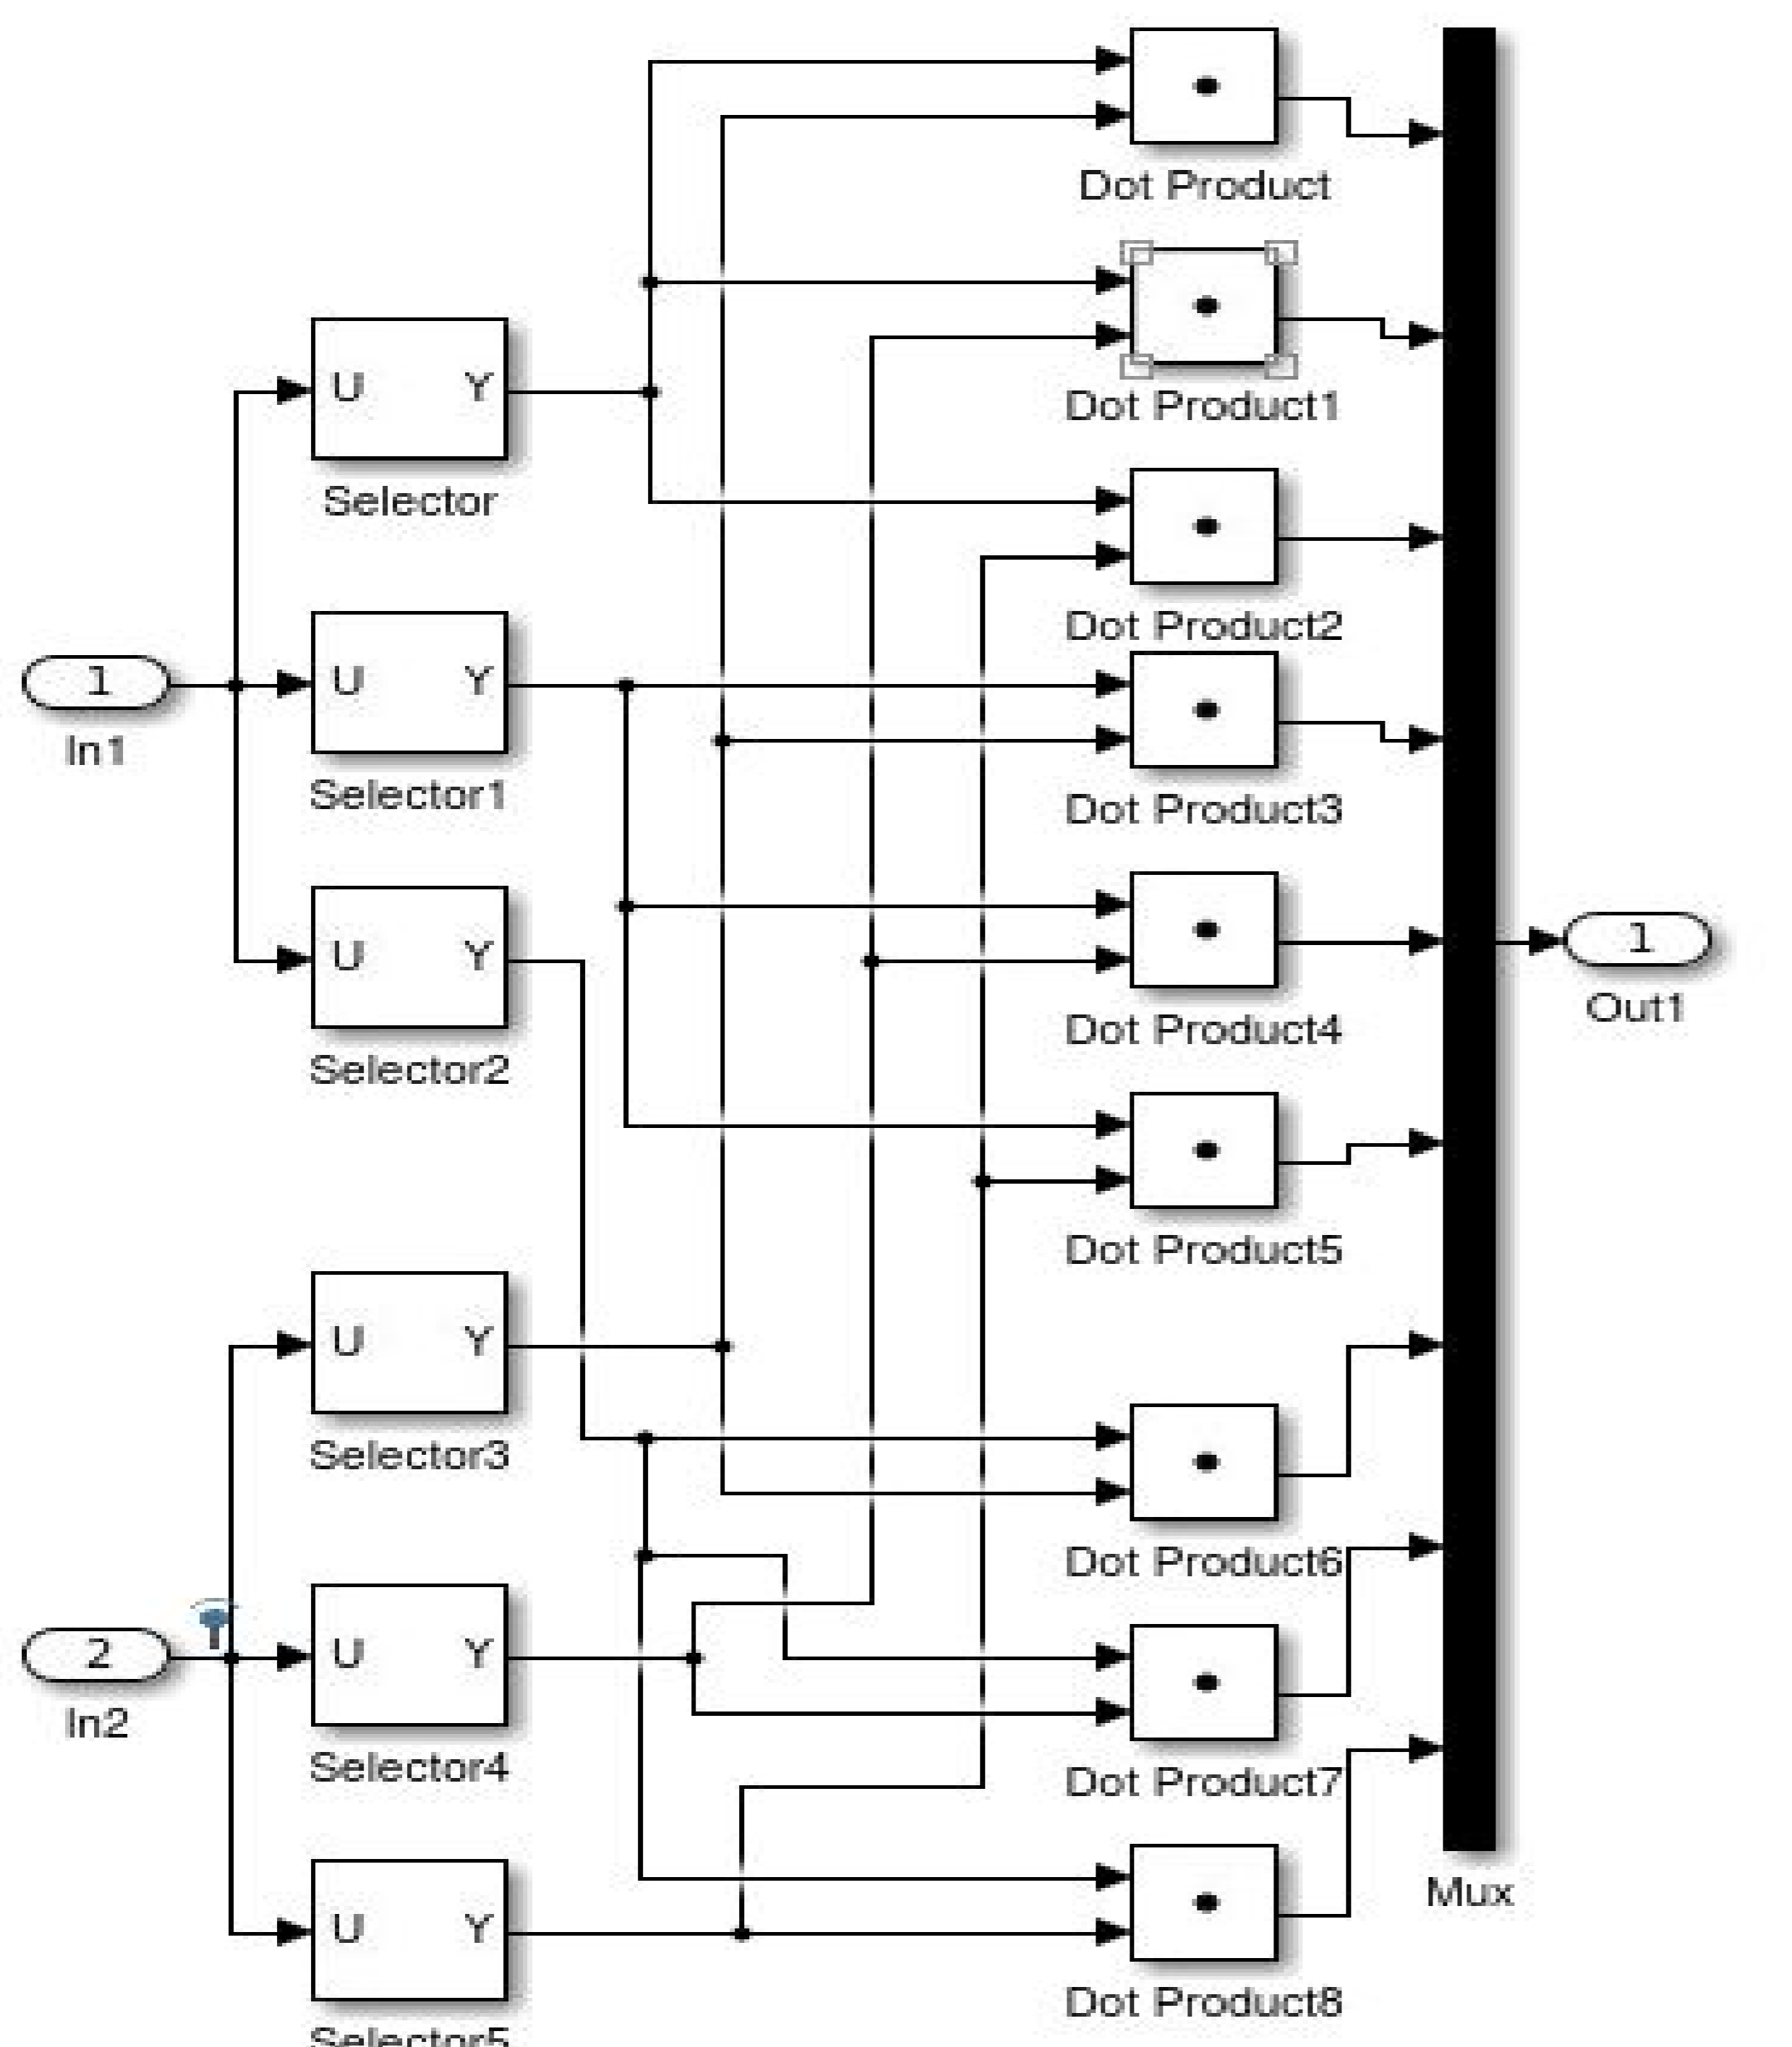 Dot Product
Dot Product1
U Y
Selector
Dot Product2
1
In1
U Y
Selector1
Dot Product3
U Y
Selector2
Dot Product4
1
Out1
Dot Product5
U Y
Selector3
Dot Product6
2
In2
U Y
Selector4
Dot Product7
U Y
Selector5
Dot Product8
Mux